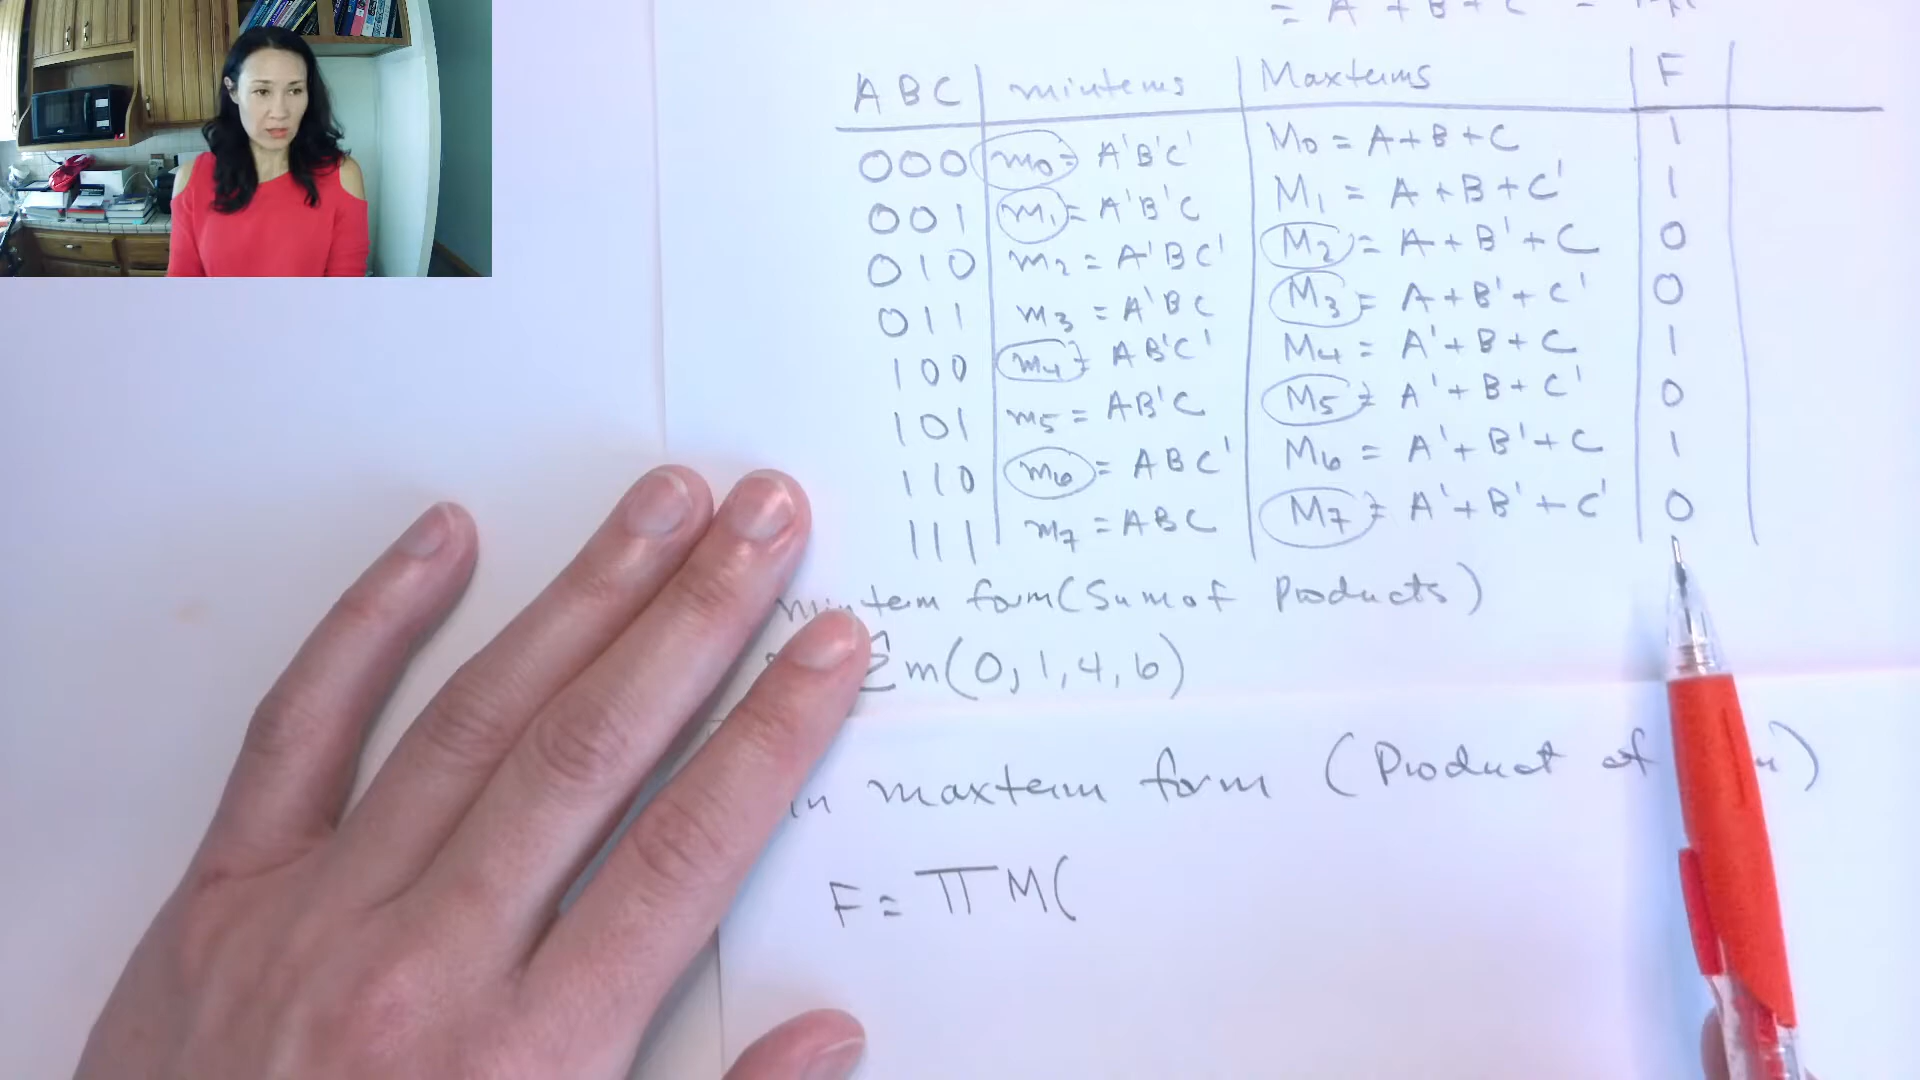 = A + B + C =
A B C | mintems | Maxterms | F
000 | m0 = A'B'C' | M0 = A+B+C | 1
001 | m1 = A'B'C | M1 = A+B+C' | 1
010 | m2 = A'BC' | M2 = A+B'+C | 0
011 | m3 = A'BC | M3 = A+B'+C' | 0
100 | m4 = AB'C' | M4 = A'+B+C | 1
101 | m5 = AB'C | M5 = A'+B+C' | 0
110 | m6 = ABC' | M6 = A'+B'+C | 1
111 | m7 = ABC | M7 = A'+B'+C' | 0
form (Sum of Products)
Σm(0,1,4,6)
in maxterm form (Product of
F = ΠM(